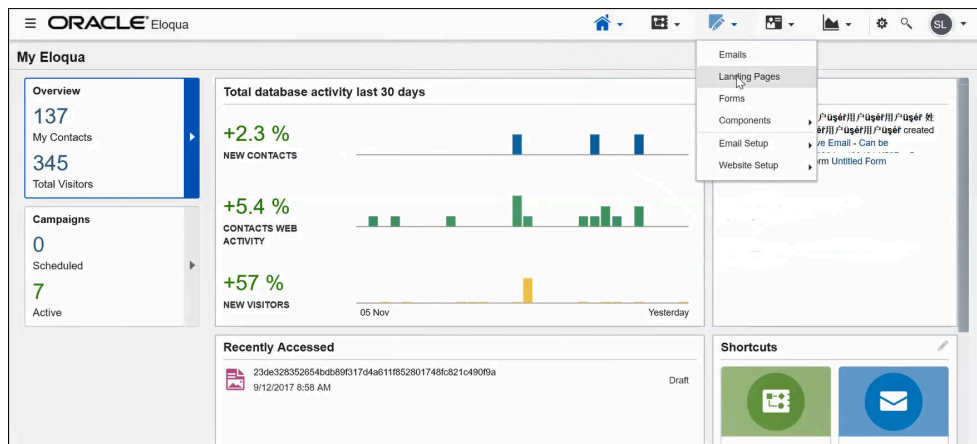 ORACLE Eloqua
SL
My Eloqua
Overview
137
My Contacts
345
Total Visitors
Campaigns
0
Scheduled
7
Active
Total database activity last 30 days
+2.3 %
NEW CONTACTS
+5.4 %
CONTACTS WEB
ACTIVITY
+57 %
NEW VISITORS
05 Nov
Yesterday
Emails
Landing Pages
Forms
Components
Email Setup
Website Setup
created
ve Email - Can be
rm Untitled Form
Recently Accessed
23de328352654bdb89f317d4a611f852801748fc821c490f9a
9/12/2017 8:58 AM
Draft
Shortcuts